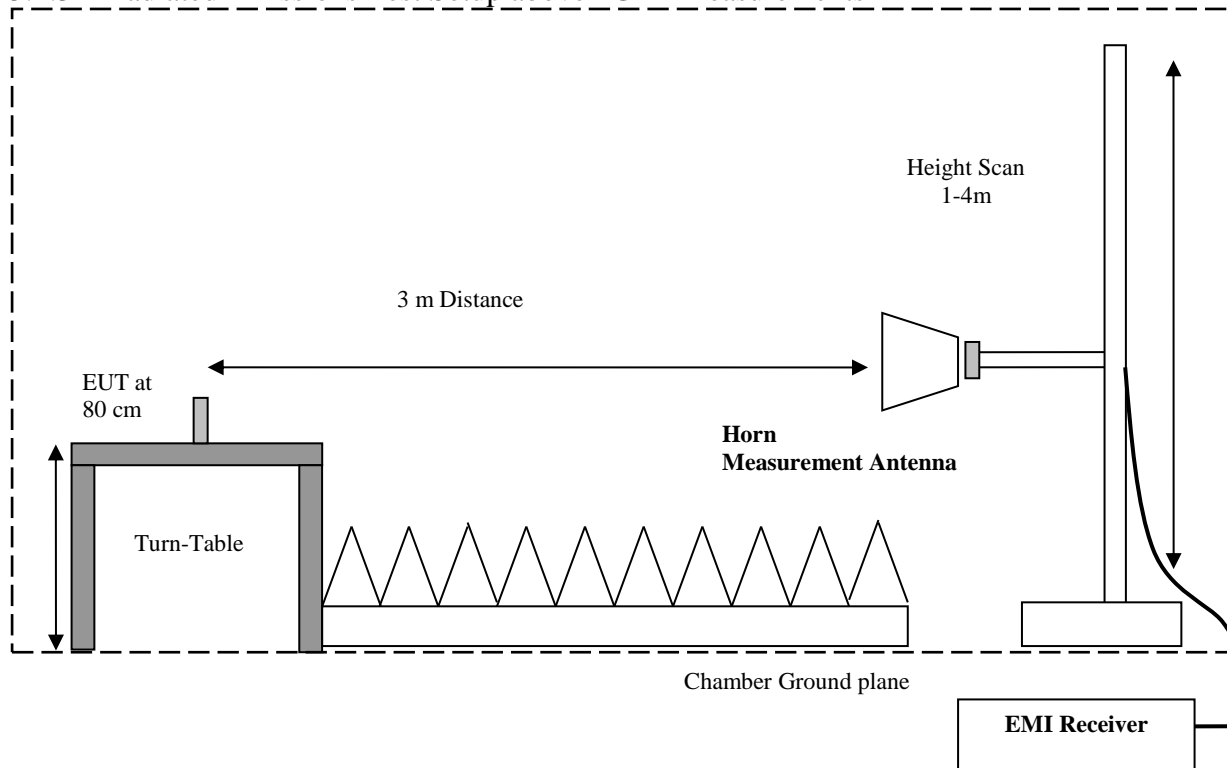 Height Scan
1-4m
3 m Distance
EUT at
80 cm
Horn
Measurement Antenna
Turn-Table
Chamber Ground plane
EMI Receiver